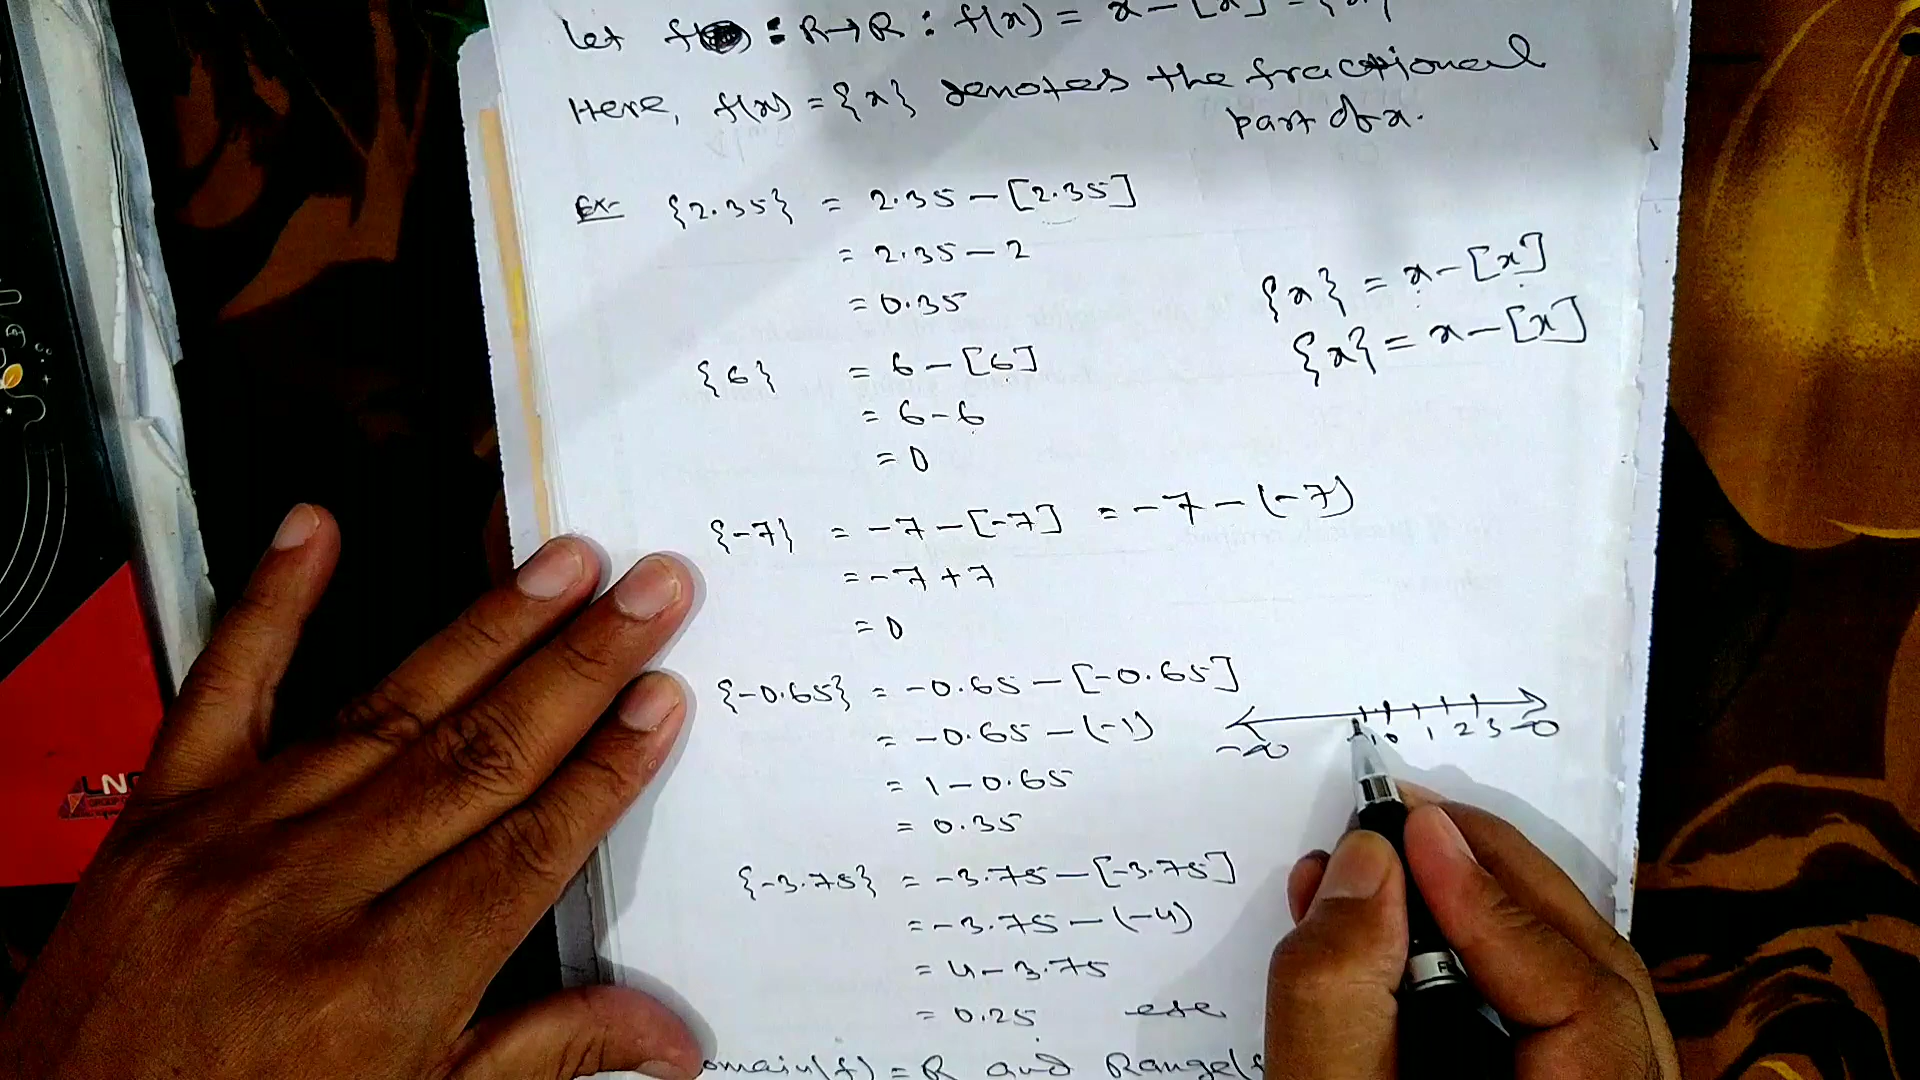 Let f : R→R : f(x) = x-[x] = {x}
Here, f(x) = {x} denotes the fractional
part of x.
Ex- {2.35} = 2.35 - [2.35]
= 2.35 - 2
= 0.35
{x} = x - [x]
{x} = x - [x]
{6} = 6 - [6]
= 6 - 6
= 0
{-7} = -7 - [-7] = -7 - (-7)
= -7 + 7
= 0
{-0.65} = -0.65 - [-0.65]
= -0.65 - (-1)
= 1 - 0.65
= 0.35
-∞ 0 1 2 3
{-3.75} = -3.75 - [-3.75]
= -3.75 - (-4)
= 4 - 3.75
= 0.25 etc
omain(f) = R and Range(f